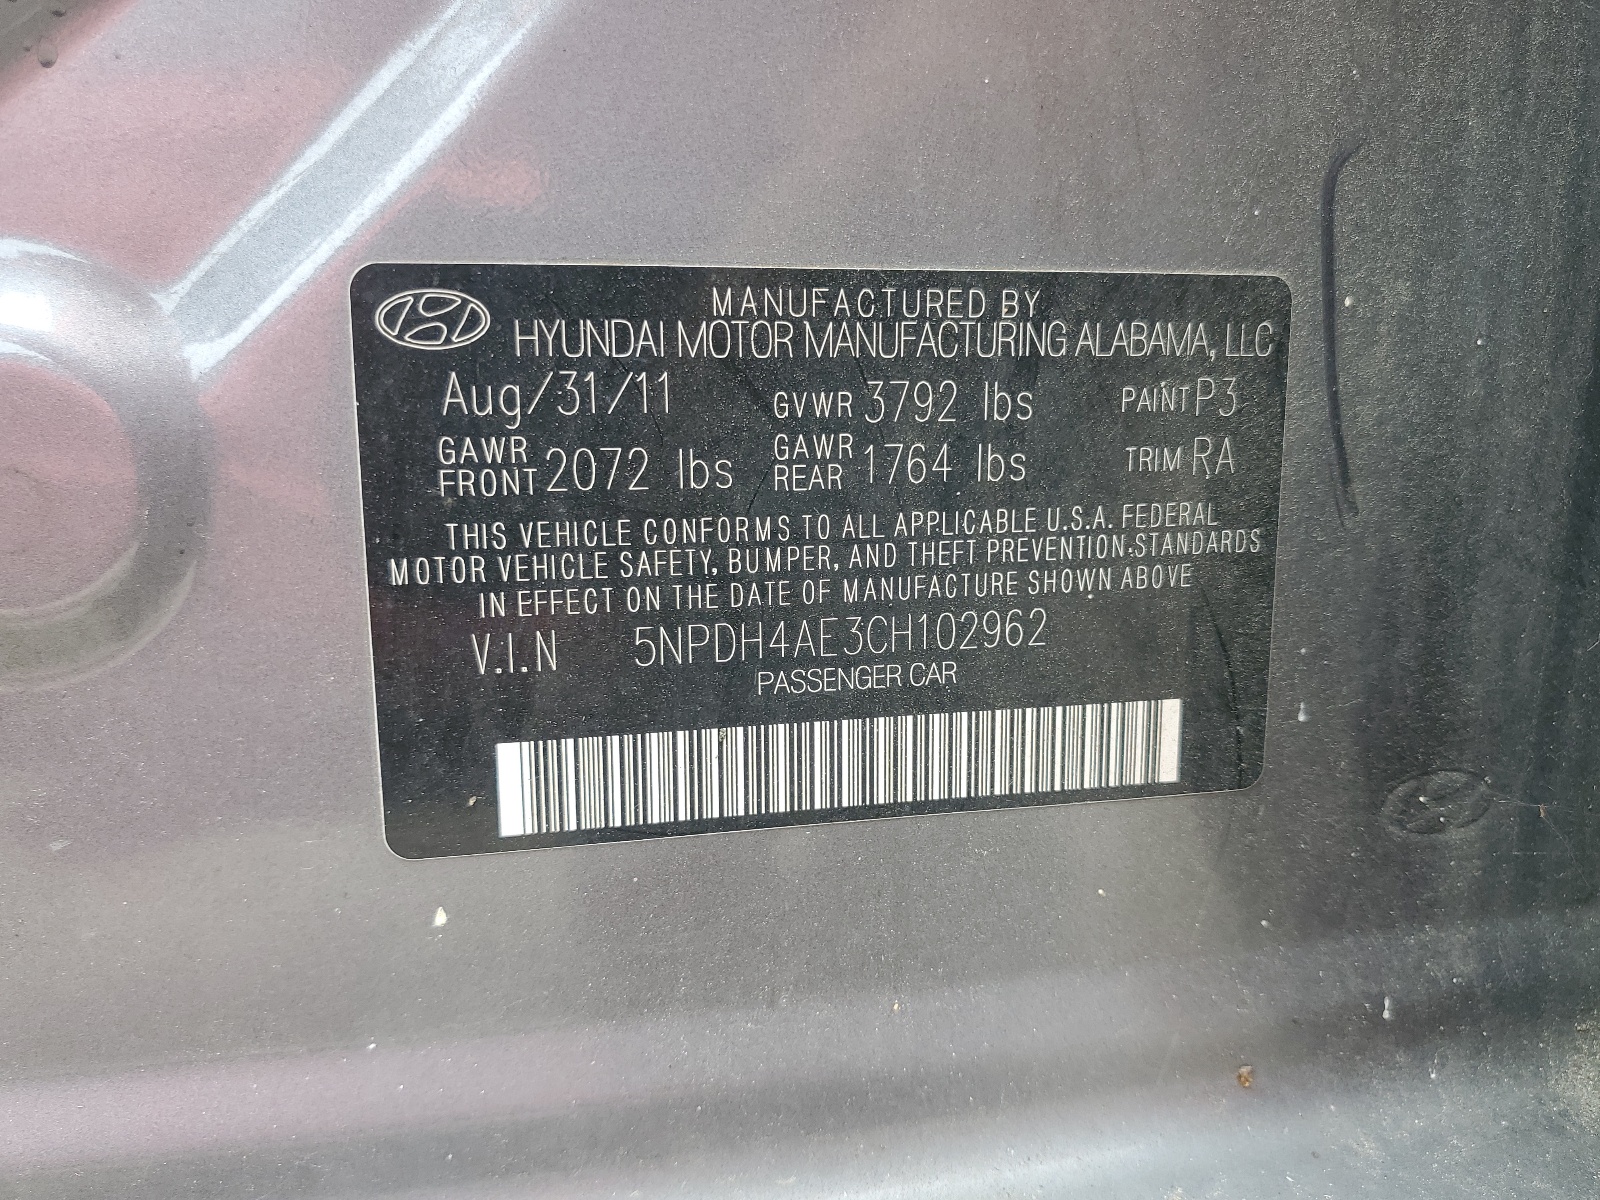 MANUFACTURED BY
HYUNDAI MOTOR MANUFACTURING ALABAMA, LLC
Aug/31/11 GVWR 3792 lbs PAINT P3
GAWR FRONT 2072 lbs GAWR REAR 1764 lbs TRIM RA
THIS VEHICLE CONFORMS TO ALL APPLICABLE U.S.A. FEDERAL
MOTOR VEHICLE SAFETY, BUMPER, AND THEFT PREVENTION STANDARDS
IN EFFECT ON THE DATE OF MANUFACTURE SHOWN ABOVE
V.I.N 5NPDH4AE3CH102962
PASSENGER CAR